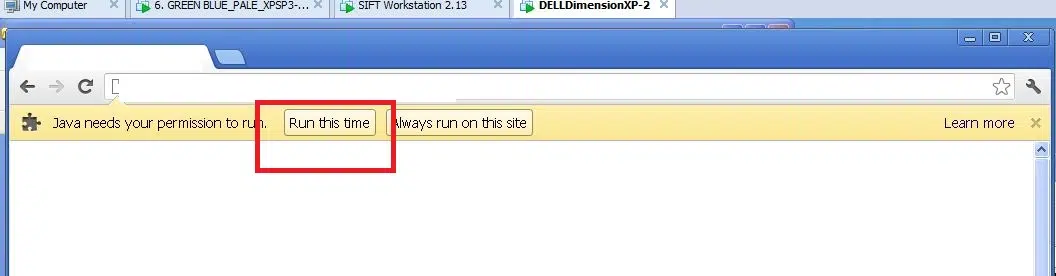 My Computer
6. GREEN BLUE_PALE_XPSP3-...
SIFT Workstation 2.13
DELLDimensionXP-2
Java needs your permission to run.
Run this time
Always run on this site
Learn more